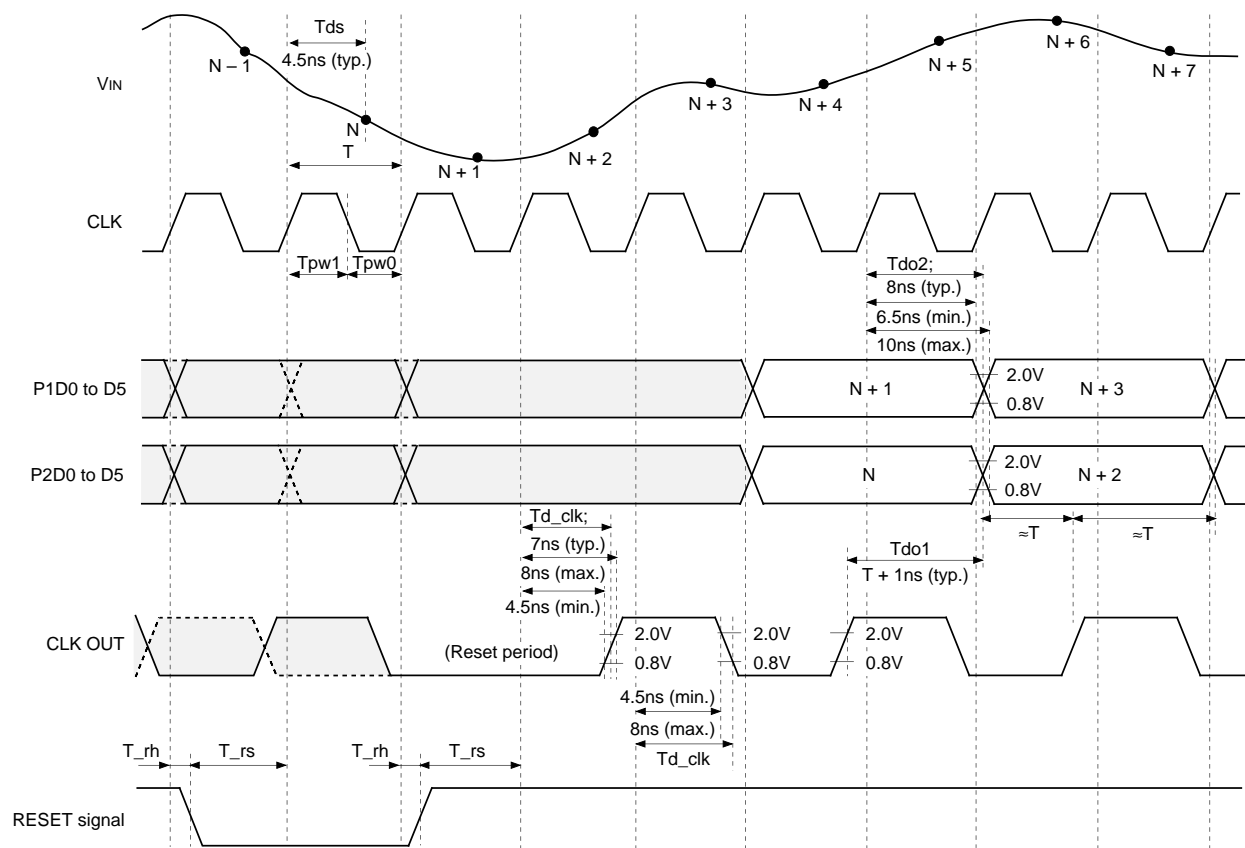 Tds
4.5ns (typ.)
N – 1
N + 6
N + 5
N + 7
VIN
N + 3
N + 4
N
T
N + 1
N + 2
CLK
Tpw1
Tpw0
Tdo2;
8ns (typ.)
6.5ns (min.)
10ns (max.)
P1D0 to D5
N + 1
2.0V
0.8V
N + 3
P2D0 to D5
N
2.0V
0.8V
N + 2
Td_clk;
7ns (typ.)
8ns (max.)
4.5ns (min.)
Tdo1
T + 1ns (typ.)
≈T
≈T
CLK OUT
(Reset period)
2.0V
0.8V
2.0V
0.8V
2.0V
0.8V
4.5ns (min.)
8ns (max.)
Td_clk
T_rh
T_rs
T_rh
T_rs
RESET signal